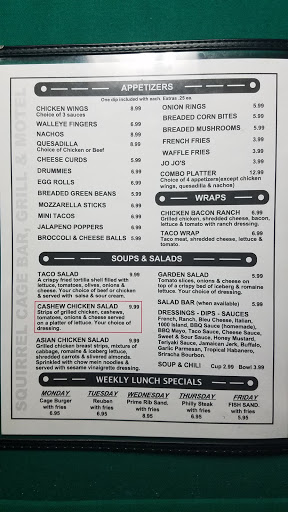 SQUEEZE BAR, GRILL & MOTEL
APPETIZERS
One dip included with each. Extras .25 ea.
CHICKEN WINGS 8.99
Choice of 3 sauces
WALLEYE FINGERS 6.99
NACHOS 8.99
QUESADILLA 8.99
Choice of Chicken or Beef
CHEESE CURDS 5.99
DRUMMIES 6.99
EGG ROLLS 6.99
BREADED GREEN BEANS 5.99
MOZZARELLA STICKS 6.99
MINI TACOS 5.99
JALAPENO POPPERS 6.99
BROCCOLI & CHEESE BALLS 5.99
ONION RINGS 5.99
BREADED CORN BITES 5.99
BREADED MUSHROOMS 5.99
FRENCH FRIES 3.99
WAFFLE FRIES 3.99
JO JO'S 3.99
COMBO PLATTER 12.99
Choice of 4 appetizers(except chicken
wings, quesadilla & nachos)
WRAPS
CHICKEN BACON RANCH 8.99
Grilled chicken, shredded cheese, bacon,
lettuce & tomato with ranch dressing.
TACO WRAP 8.99
Taco meat, shredded cheese, lettuce &
tomato.
SOUPS & SALADS
TACO SALAD 8.99
A crispy fried tortilla shell filled with
lettuce, tomatoes, olives, onions &
cheese. Your choice of beef or chicken
& served with salsa & sour cream.
CASHEW CHICKEN SALAD 8.99
Strips of grilled chicken, cashews,
tomatoes, onions & cheese served
on a platter of lettuce. Your choice of
dressing.
ASIAN CHICKEN SALAD 8.99
Grilled chicken breast strips, mixture of
cabbage, romaine & iceberg lettuce,
shredded carrots & slivered almonds.
Sprinkled with chow mein noodles &
served with sesame vinaigrette dressing.
GARDEN SALAD 5.99
Tomato slices, onions & cheese on
top of a crispy bed of iceberg & romaine
lettuce. Your choice of dressing.
SALAD BAR (when available) 5.99
DRESSINGS - DIPS - SAUCES
French, Ranch, Bleu Cheese, Italian,
1000 Island, BBQ Sauce (homemade),
BBQ Mayo, Taco Sauce, Cheese Sauce,
Sweet & Sour Sauce, Honey Mustard,
Teriyaki Sauce, Jamaican Jerk, Buffalo,
Garlic Parmesan, Tropical Habanero,
Sriracha Bourbon.
SOUP & CHILI Cup 2.99 Bowl 3.99
WEEKLY LUNCH SPECIALS
MONDAY
Cage Burger
with fries
6.95
TUESDAY
Reuben
with fries
6.95
WEDNESDAY
Prime Rib Sand.
with fries
6.95
THURSDAY
Philly Steak
with fries
6.95
FRIDAY
FISH SAND.
with fries
5.95